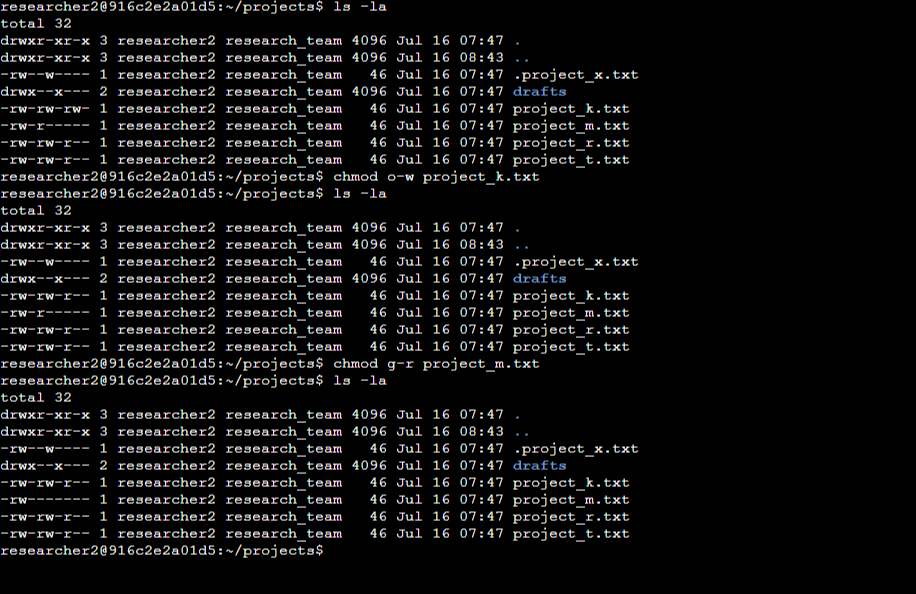 researcher2@916c2e2a01d5:~/projects$ ls -la
total 32
drwxr-xr-x 3 researcher2 research_team 4096 Jul 16 07:47 .
drwxr-xr-x 3 researcher2 research_team 4096 Jul 16 08:43 ..
-rw--w---- 1 researcher2 research_team   46 Jul 16 07:47 .project_x.txt
drwx--x--- 2 researcher2 research_team 4096 Jul 16 07:47 drafts
-rw-rw-rw- 1 researcher2 research_team   46 Jul 16 07:47 project_k.txt
-rw-r----- 1 researcher2 research_team   46 Jul 16 07:47 project_m.txt
-rw-rw-r-- 1 researcher2 research_team   46 Jul 16 07:47 project_r.txt
-rw-rw-r-- 1 researcher2 research_team   46 Jul 16 07:47 project_t.txt
researcher2@916c2e2a01d5:~/projects$ chmod o-w project_k.txt
researcher2@916c2e2a01d5:~/projects$ ls -la
total 32
drwxr-xr-x 3 researcher2 research_team 4096 Jul 16 07:47 .
drwxr-xr-x 3 researcher2 research_team 4096 Jul 16 08:43 ..
-rw--w---- 1 researcher2 research_team   46 Jul 16 07:47 .project_x.txt
drwx--x--- 2 researcher2 research_team 4096 Jul 16 07:47 drafts
-rw-rw-r-- 1 researcher2 research_team   46 Jul 16 07:47 project_k.txt
-rw-r----- 1 researcher2 research_team   46 Jul 16 07:47 project_m.txt
-rw-rw-r-- 1 researcher2 research_team   46 Jul 16 07:47 project_r.txt
-rw-rw-r-- 1 researcher2 research_team   46 Jul 16 07:47 project_t.txt
researcher2@916c2e2a01d5:~/projects$ chmod g-r project_m.txt
researcher2@916c2e2a01d5:~/projects$ ls -la
total 32
drwxr-xr-x 3 researcher2 research_team 4096 Jul 16 07:47 .
drwxr-xr-x 3 researcher2 research_team 4096 Jul 16 08:43 ..
-rw--w---- 1 researcher2 research_team   46 Jul 16 07:47 .project_x.txt
drwx--x--- 2 researcher2 research_team 4096 Jul 16 07:47 drafts
-rw-rw-r-- 1 researcher2 research_team   46 Jul 16 07:47 project_k.txt
-rw------- 1 researcher2 research_team   46 Jul 16 07:47 project_m.txt
-rw-rw-r-- 1 researcher2 research_team   46 Jul 16 07:47 project_r.txt
-rw-rw-r-- 1 researcher2 research_team   46 Jul 16 07:47 project_t.txt
researcher2@916c2e2a01d5:~/projects$